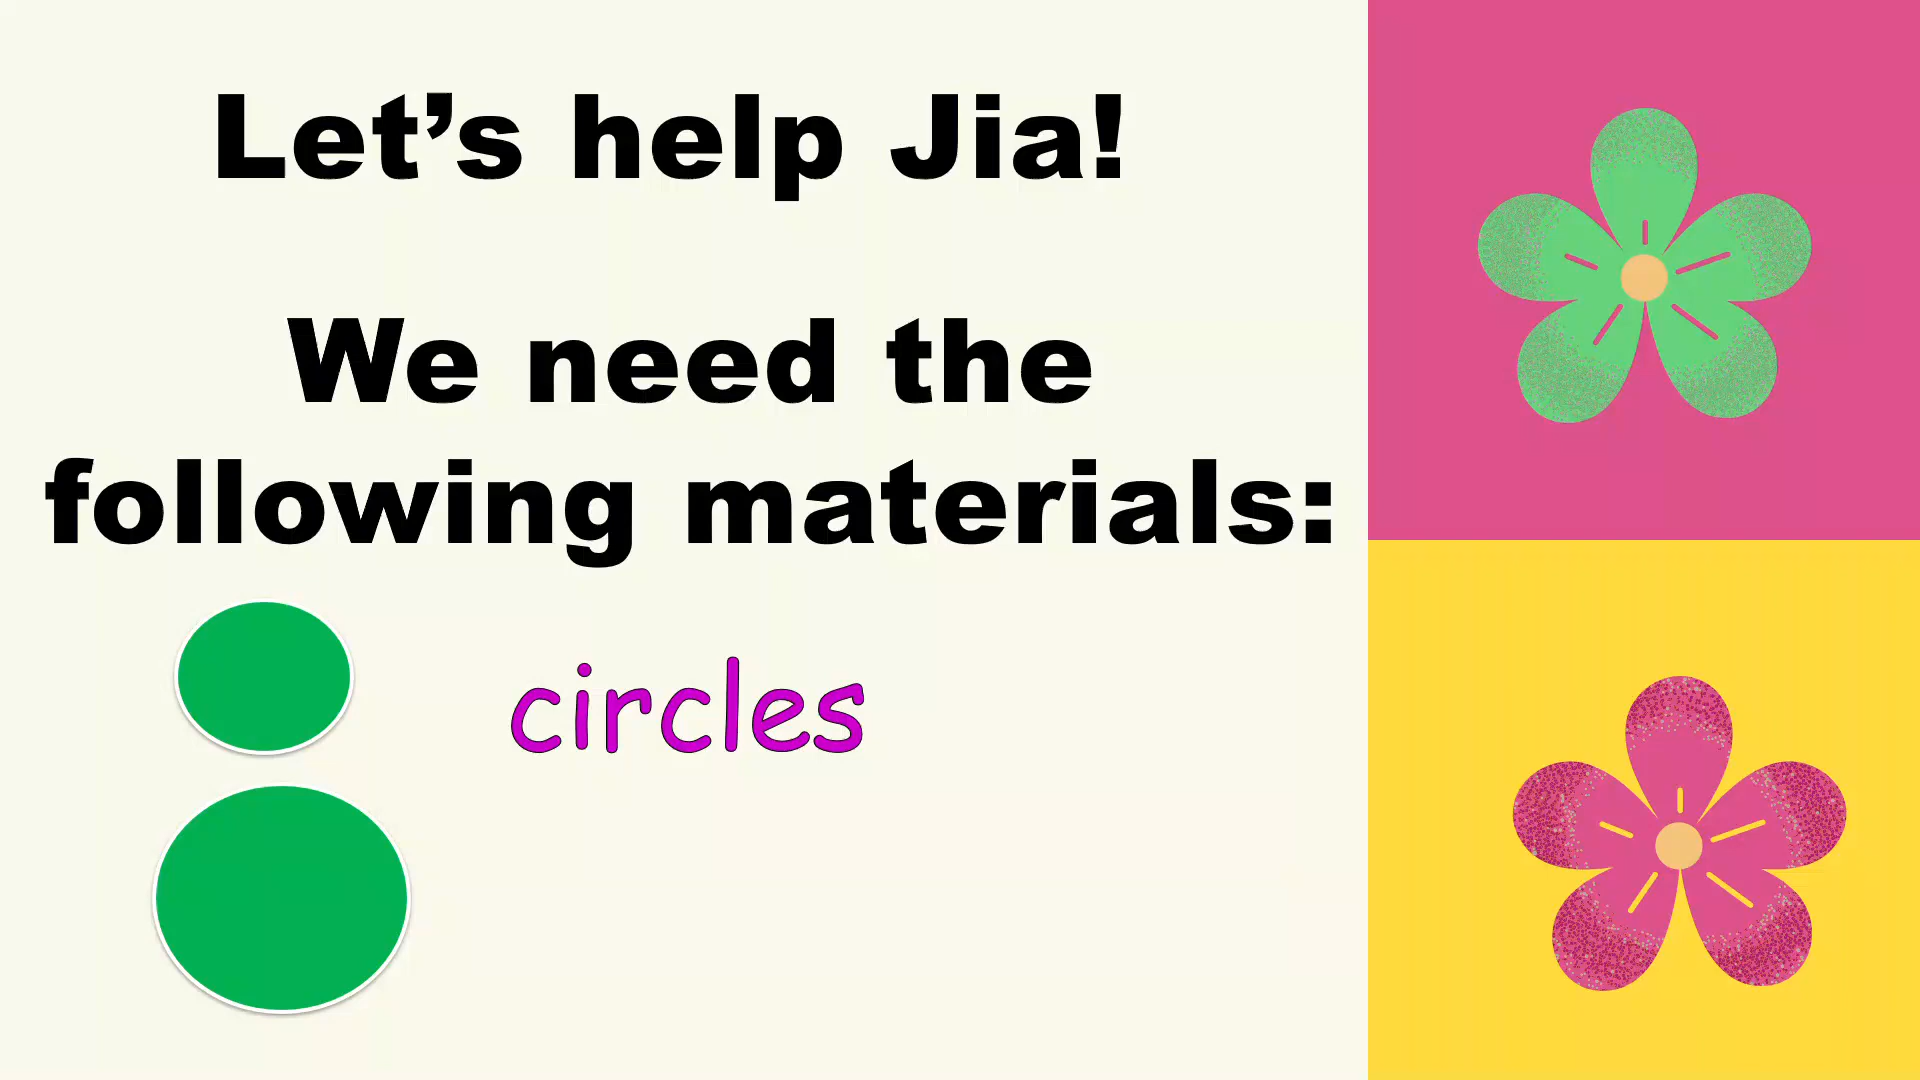 Let’s help Jia!
We need the
following materials:
circles